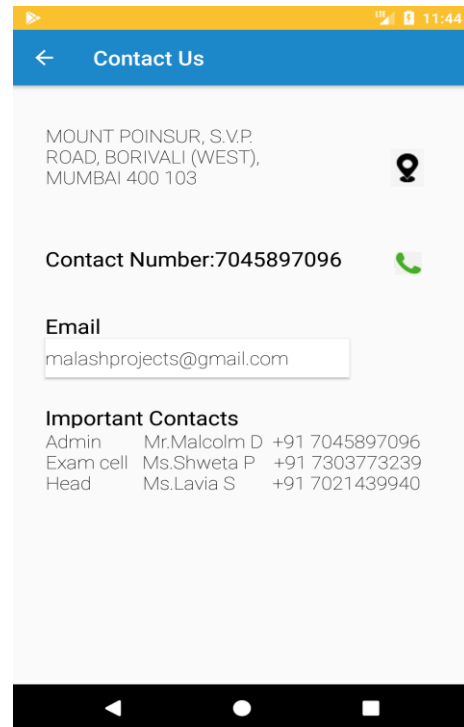 LTE 11:44
Contact Us
MOUNT POINSUR, S.V.P.
ROAD, BORIVALI (WEST),
MUMBAI 400 103
Contact Number:7045897096
Email
malashprojects@gmail.com
Important Contacts
Admin Mr.Malcolm D +91 7045897096
Exam cell Ms.Shweta P +91 7303773239
Head Ms.Lavia S +91 7021439940